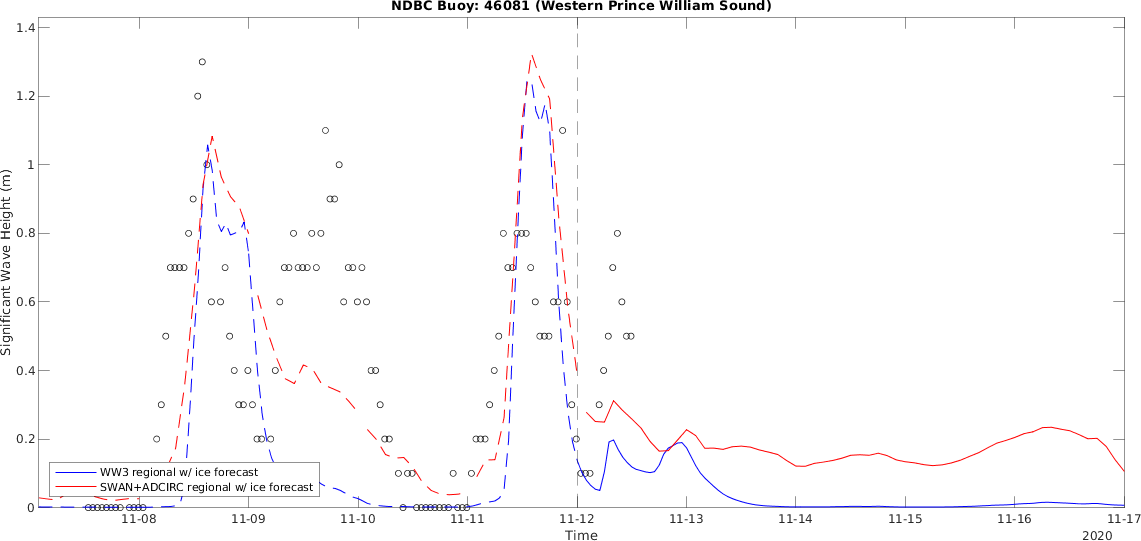 NDBC Buoy: 46081 (Western Prince William Sound)
1.4
1.2
1
0.8
0.6
0.4
0.2
0
Significant Wave Height (m)
WW3 regional w/ ice forecast
SWAN+ADCIRC regional w/ ice forecast
11-08 11-09 11-10 11-11 11-12 11-13 11-14 11-15 11-16 11-17
Time
2020